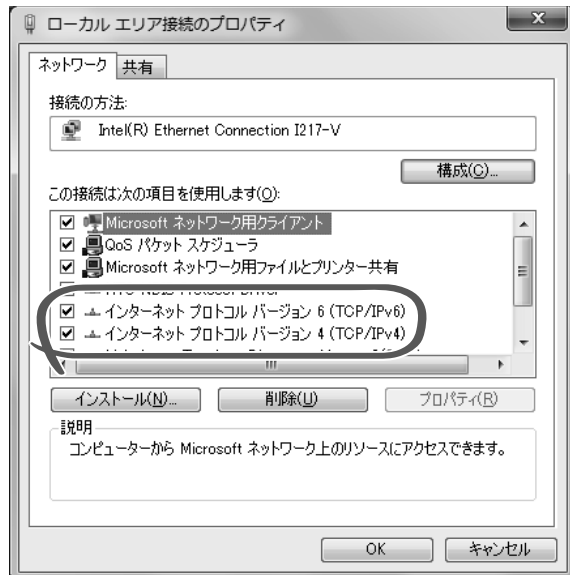 ローカル エリア接続のプロパティ
ネットワーク 共有
接続の方法:
Intel(R) Ethernet Connection I217-V
構成(C)...
この接続は次の項目を使用します(O):
Microsoft ネットワーク用クライアント
QoS パケット スケジューラ
Microsoft ネットワーク用ファイルとプリンター共有
インターネット プロトコル バージョン 6 (TCP/IPv6)
インターネット プロトコル バージョン 4 (TCP/IPv4)
インストール(N)... 削除(U) プロパティ(R)
説明
コンピューターから Microsoft ネットワーク上のリソースにアクセスできます。
OK キャンセル